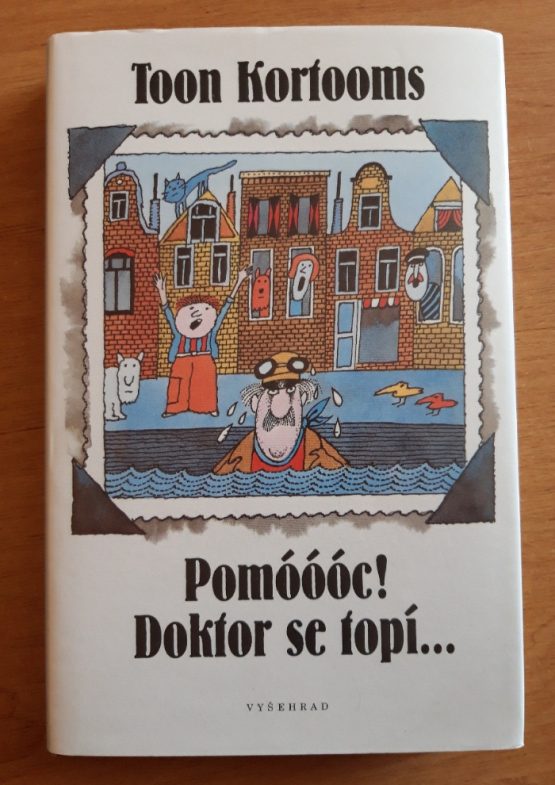 Toon Kortooms
Pomóóóc!
Doktor se topí...
VYŠEHRAD